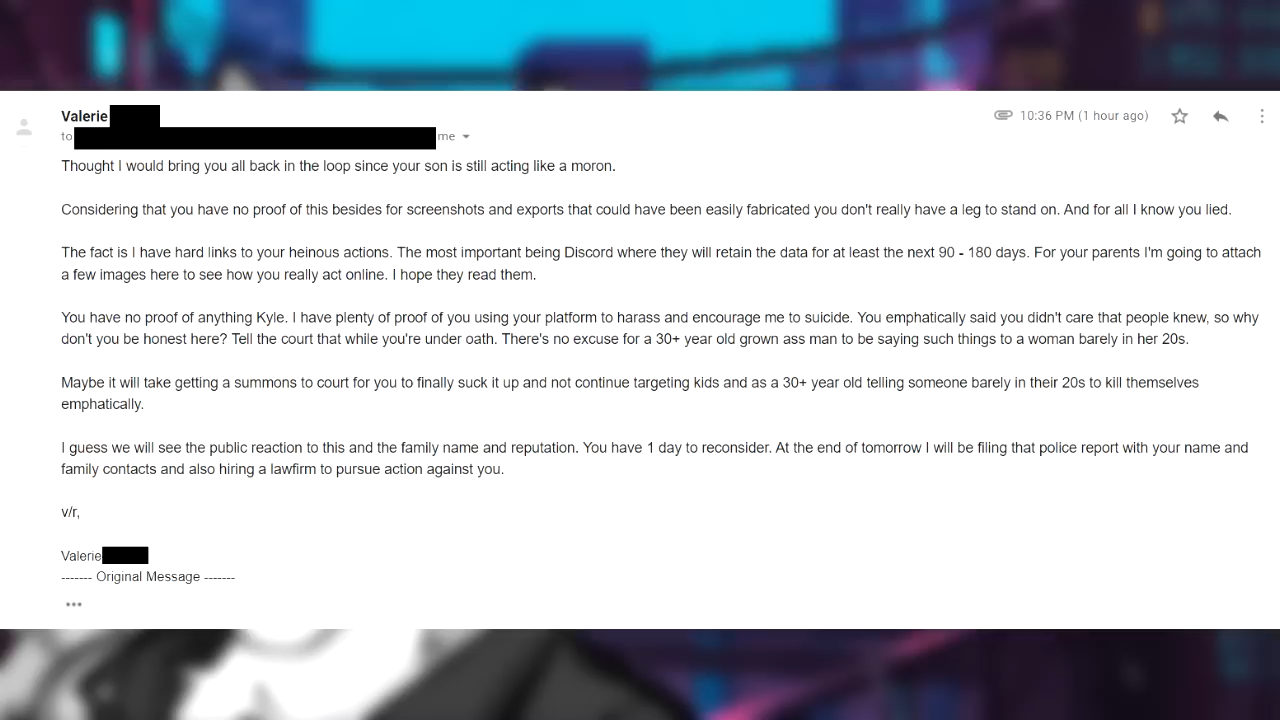 Valerie
10:36 PM (1 hour ago)
to me
Thought I would bring you all back in the loop since your son is still acting like a moron.
Considering that you have no proof of this besides for screenshots and exports that could have been easily fabricated you don't really have a leg to stand on. And for all I know you lied.
The fact is I have hard links to your heinous actions. The most important being Discord where they will retain the data for at least the next 90 - 180 days. For your parents I'm going to attach
a few images here to see how you really act online. I hope they read them.
You have no proof of anything Kyle. I have plenty of proof of you using your platform to harass and encourage me to suicide. You emphatically said you didn't care that people knew, so why
don't you be honest here? Tell the court that while you're under oath. There's no excuse for a 30+ year old grown ass man to be saying such things to a woman barely in her 20s.
Maybe it will take getting a summons to court for you to finally suck it up and not continue targeting kids and as a 30+ year old telling someone barely in their 20s to kill themselves
emphatically.
I guess we will see the public reaction to this and the family name and reputation. You have 1 day to reconsider. At the end of tomorrow I will be filing that police report with your name and
family contacts and also hiring a lawfirm to pursue action against you.
v/r,
Valerie
------- Original Message -------